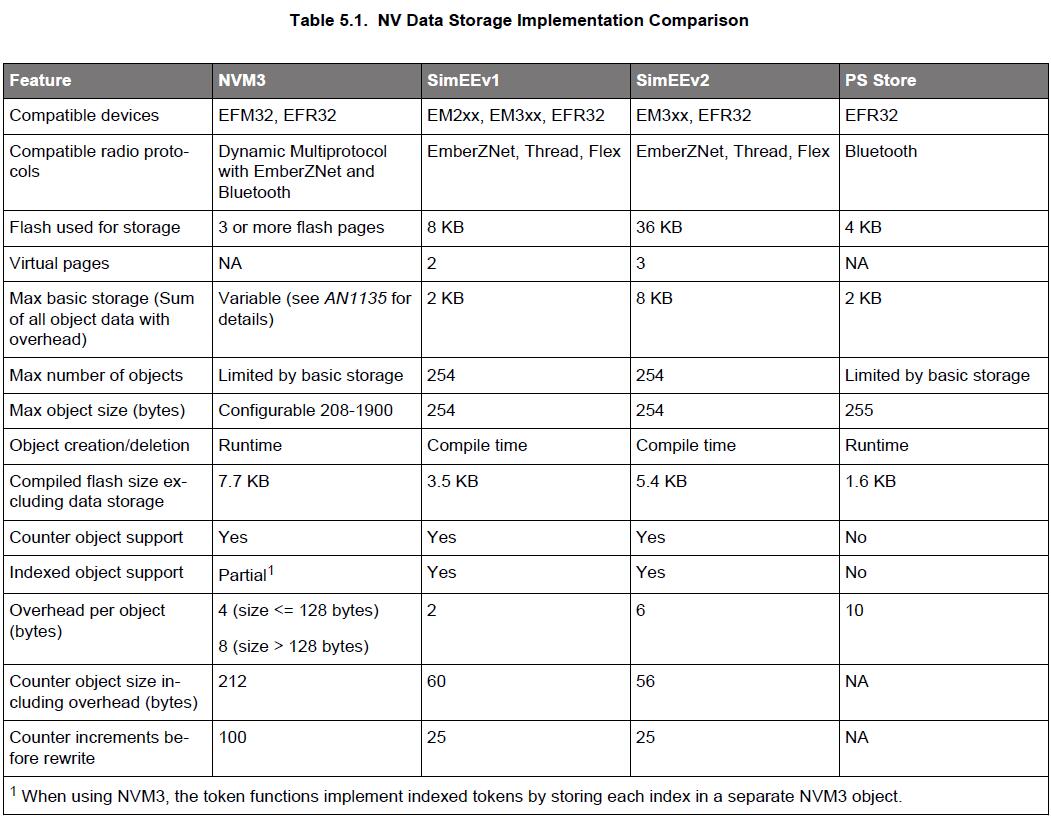 Table 5.1. NV Data Storage Implementation Comparison
Feature NVM3 SimEEv1 SimEEv2 PS Store
Compatible devices EFM32, EFR32 EM2xx, EM3xx, EFR32 EM3xx, EFR32 EFR32
Compatible radio proto-
cols
Dynamic Multiprotocol
with EmberZNet and
Bluetooth
EmberZNet, Thread, Flex EmberZNet, Thread, Flex Bluetooth
Flash used for storage 3 or more flash pages 8 KB 36 KB 4 KB
Virtual pages NA 2 3 NA
Max basic storage (Sum
of all object data with
overhead)
Variable (see AN1135 for
details)
2 KB 8 KB 2 KB
Max number of objects Limited by basic storage 254 254 Limited by basic storage
Max object size (bytes) Configurable 208-1900 254 254 255
Object creation/deletion Runtime Compile time Compile time Runtime
Compiled flash size ex-
cluding data storage
7.7 KB 3.5 KB 5.4 KB 1.6 KB
Counter object support Yes Yes Yes No
Indexed object support Partial1 Yes Yes No
Overhead per object
(bytes)
4 (size <= 128 bytes)
8 (size > 128 bytes)
2 6 10
Counter object size in-
cluding overhead (bytes)
212 60 56 NA
Counter increments be-
fore rewrite
100 25 25 NA
1 When using NVM3, the token functions implement indexed tokens by storing each index in a separate NVM3 object.